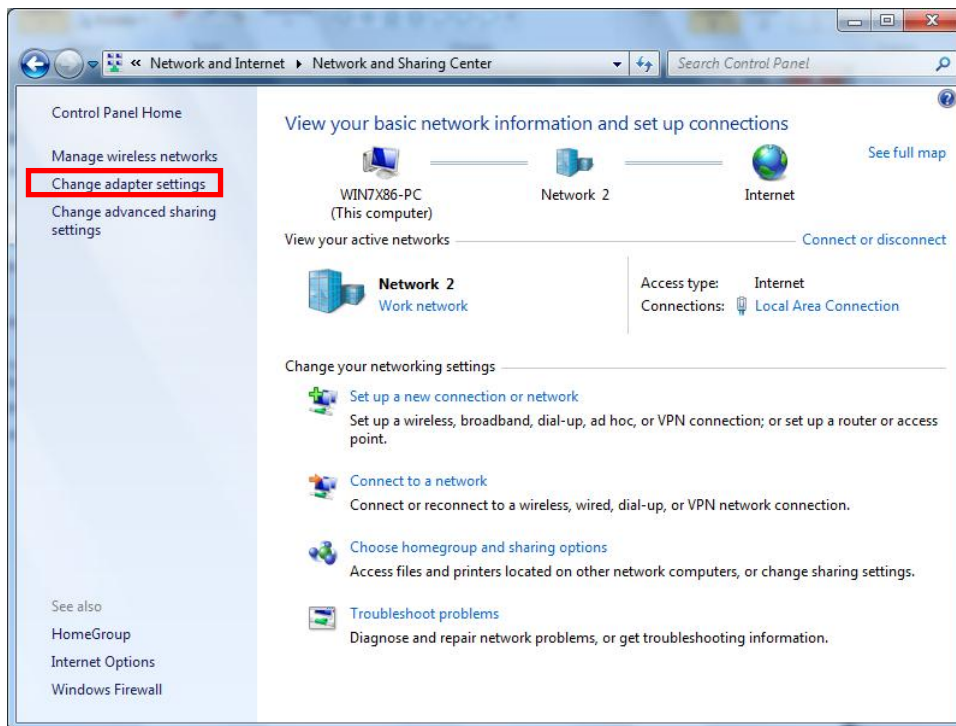 « Network and Internet ▸ Network and Sharing Center
Search Control Panel
Control Panel Home
Manage wireless networks
Change adapter settings
Change advanced sharing
settings
See also
HomeGroup
Internet Options
Windows Firewall
View your basic network information and set up connections
See full map
WIN7X86-PC
(This computer)
Network 2
Internet
View your active networks
Connect or disconnect
Network 2
Work network
Access type: Internet
Connections: Local Area Connection
Change your networking settings
Set up a new connection or network
Set up a wireless, broadband, dial-up, ad hoc, or VPN connection; or set up a router or access
point.
Connect to a network
Connect or reconnect to a wireless, wired, dial-up, or VPN network connection.
Choose homegroup and sharing options
Access files and printers located on other network computers, or change sharing settings.
Troubleshoot problems
Diagnose and repair network problems, or get troubleshooting information.